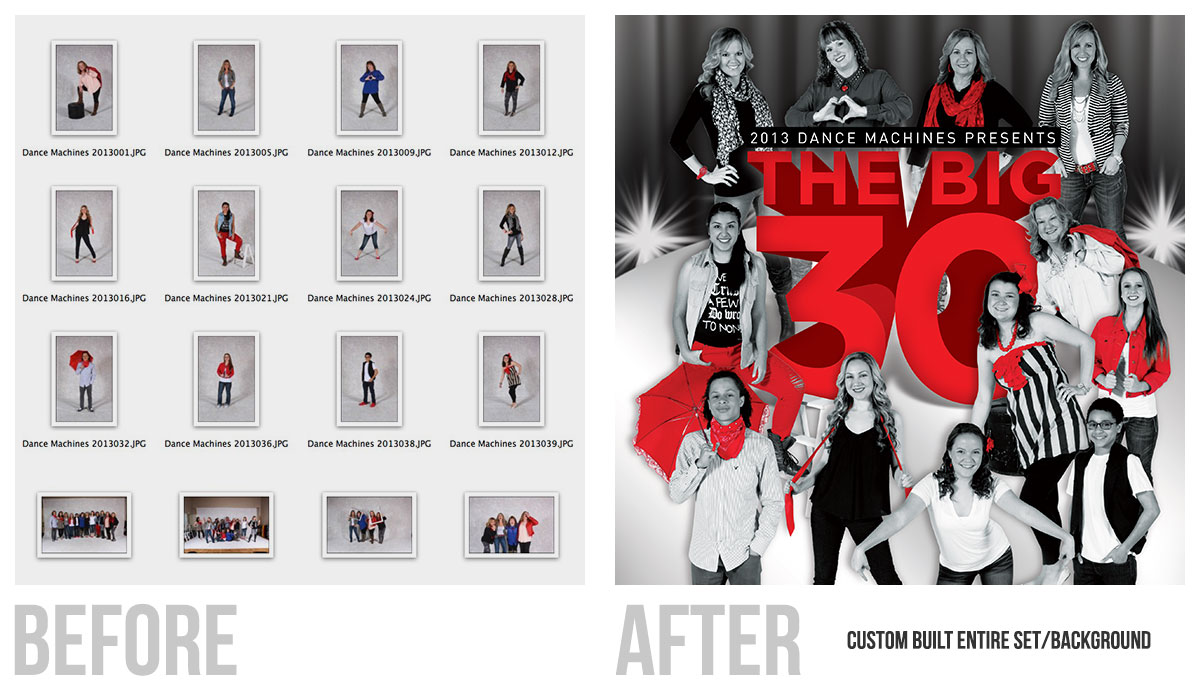 Dance Machines 2013001.JPG
Dance Machines 2013005.JPG
Dance Machines 2013009.JPG
Dance Machines 2013012.JPG
Dance Machines 2013016.JPG
Dance Machines 2013021.JPG
Dance Machines 2013024.JPG
Dance Machines 2013028.JPG
Dance Machines 2013032.JPG
Dance Machines 2013036.JPG
Dance Machines 2013038.JPG
Dance Machines 2013039.JPG
BEFORE
2013 DANCE MACHINES PRESENTS
THE BIG
30
A FEW
Do
TO NON
AFTER
CUSTOM BUILT ENTIRE SET/BACKGROUND